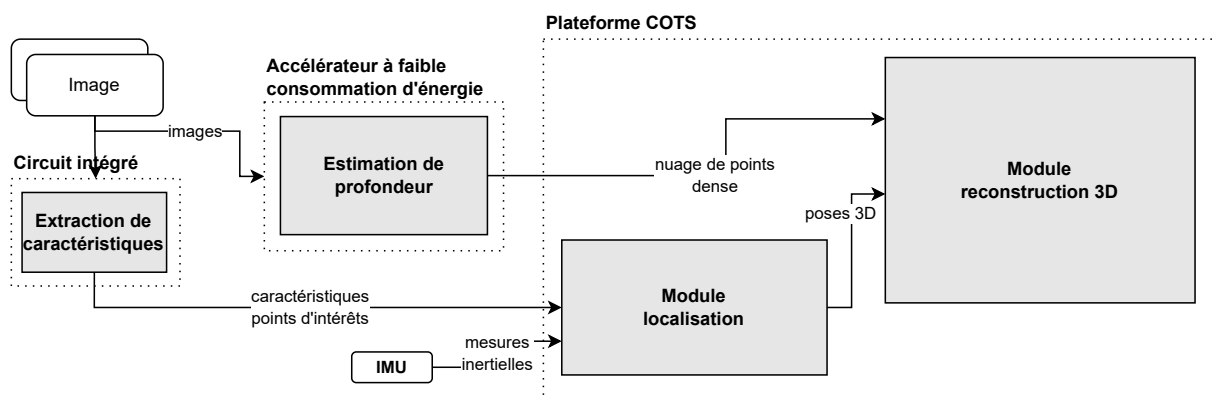 Plateforme COTS
Image
Accélérateur à faible
consommation d'énergie
images
Circuit intégré
Estimation de
profondeur
nuage de points
dense
Module
reconstruction 3D
Extraction de
caractéristiques
poses 3D
caractéristiques
points d'intérêts
Module
localisation
mesures
inertielles
IMU